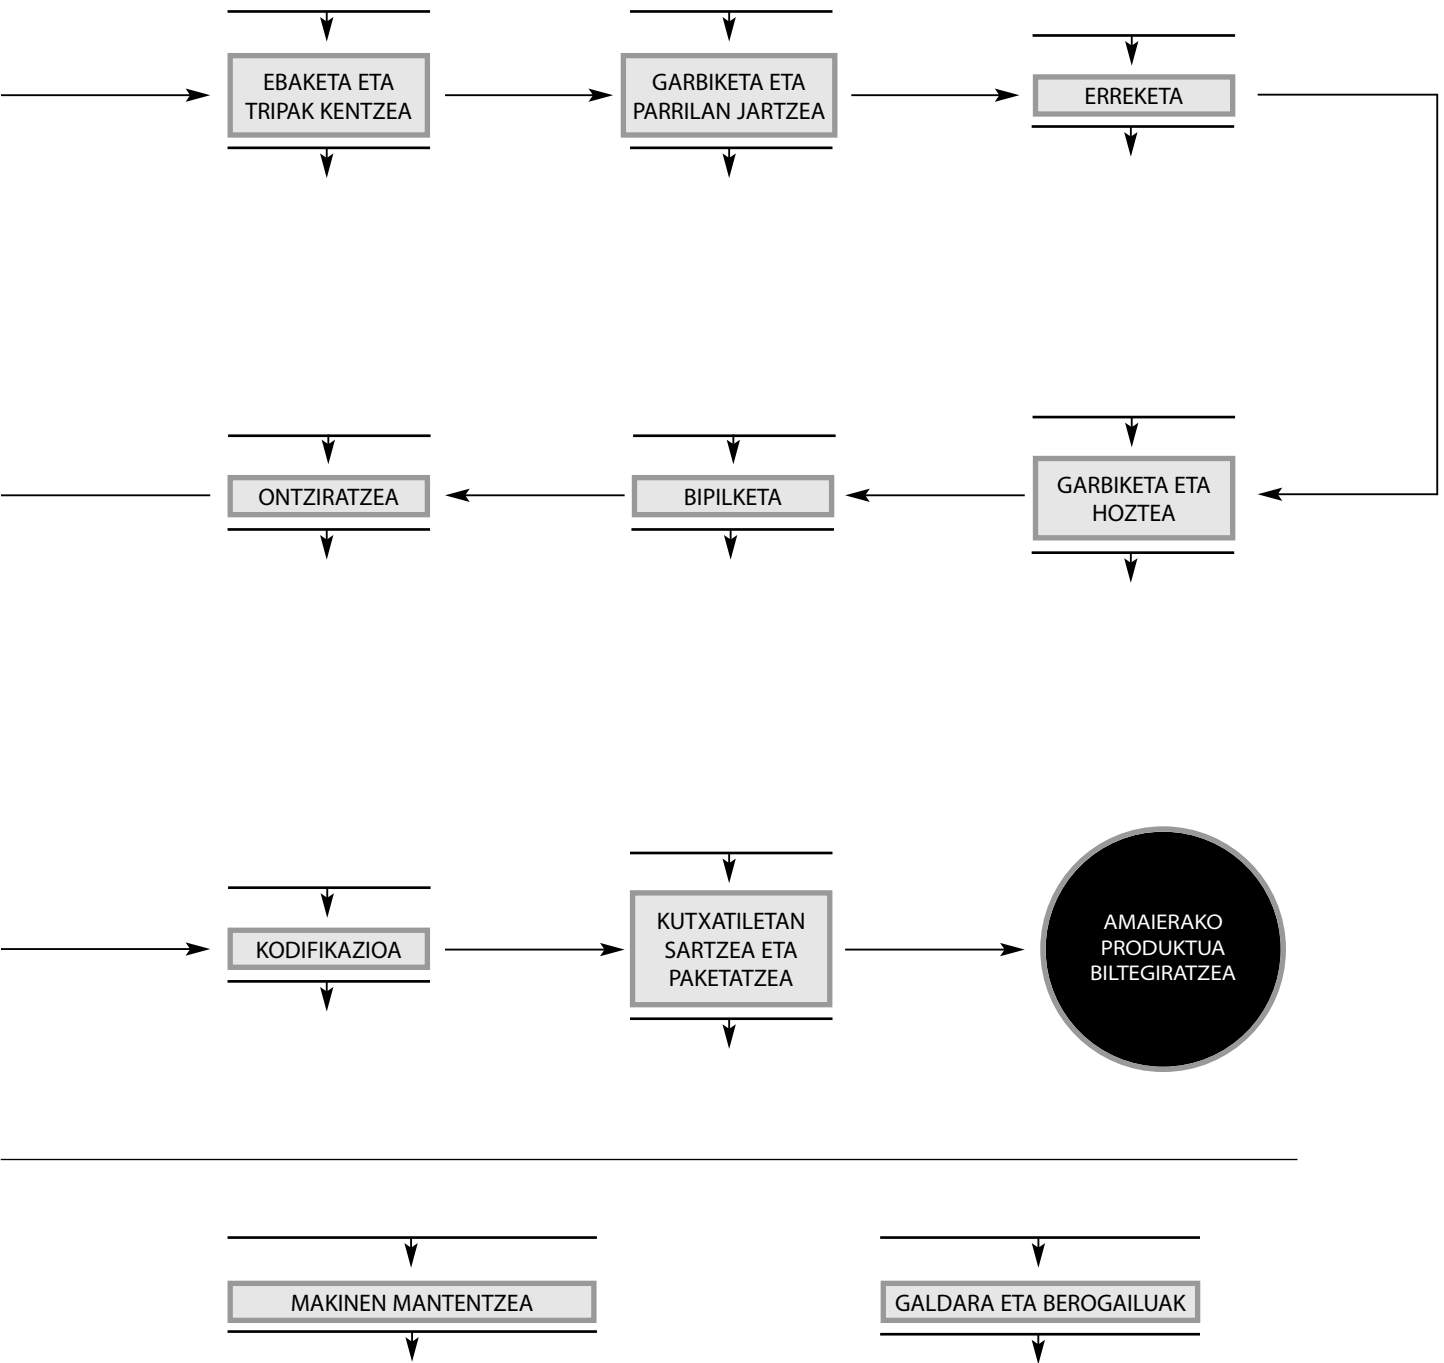 EBAKETA ETA
TRIPAK KENTZEA
GARBIKETA ETA
PARRILAN JARTZEA
ERREKETA
ONTZIRATZEA
BIPILKETA
GARBIKETA ETA
HOZTEA
KODIFIKAZIOA
KUTXATILETAN
SARTZEA ETA
PAKETATZEA
AMAIERAKO
PRODUKTUA
BILTEGIRATZEA
MAKINEN MANTENTZEA
GALDARA ETA BEROGAILUAK